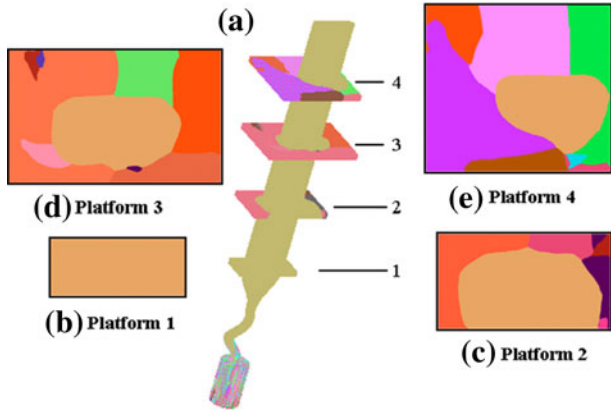 (a)
4
3
2
1
(d) Platform 3
(e) Platform 4
(b) Platform 1
(c) Platform 2